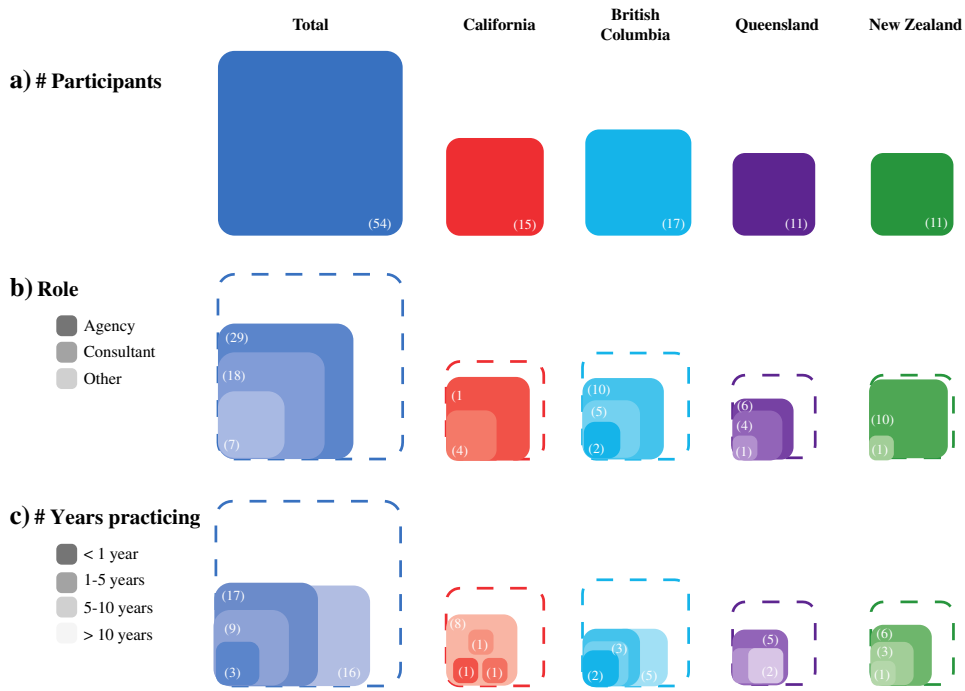 Total
California
British
Columbia
Queensland
New Zealand
a) # Participants
(54)
(15)
(17)
(11)
(11)
b) Role
Agency
Consultant
Other
(29)
(18)
(7)
(1
(4)
(10)
(5)
(2)
(6)
(4)
(1)
(10)
(1)
c) # Years practicing
< 1 year
1-5 years
5-10 years
> 10 years
(17)
(9)
(3)
(16)
(8)
(1)
(1)
(1)
(3)
(2)
(5)
(5)
(2)
(6)
(3)
(1)